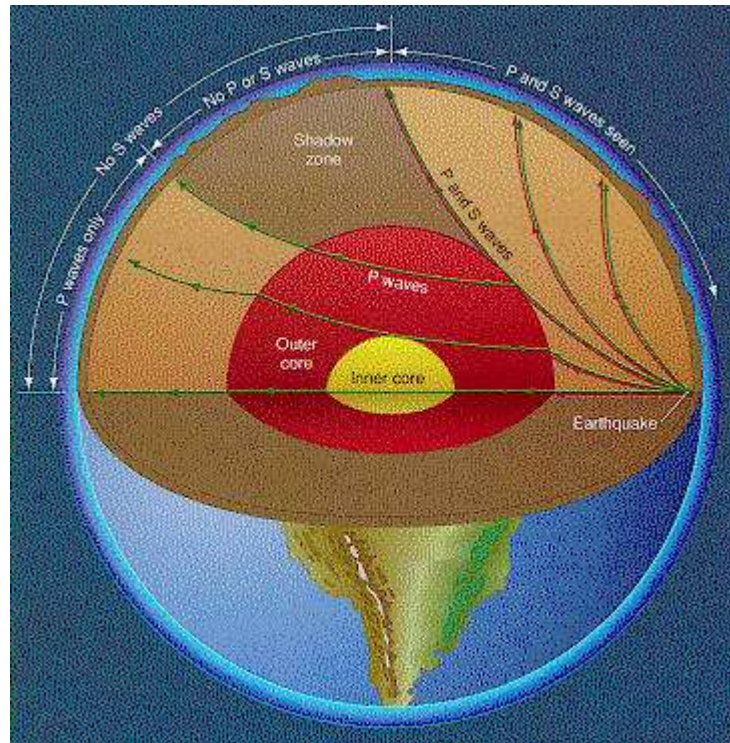 No S waves
No P or S waves
P and S waves seen
P waves only
Shadow
zone
P and S waves
P waves
Outer
core
Inner core
Earthquake